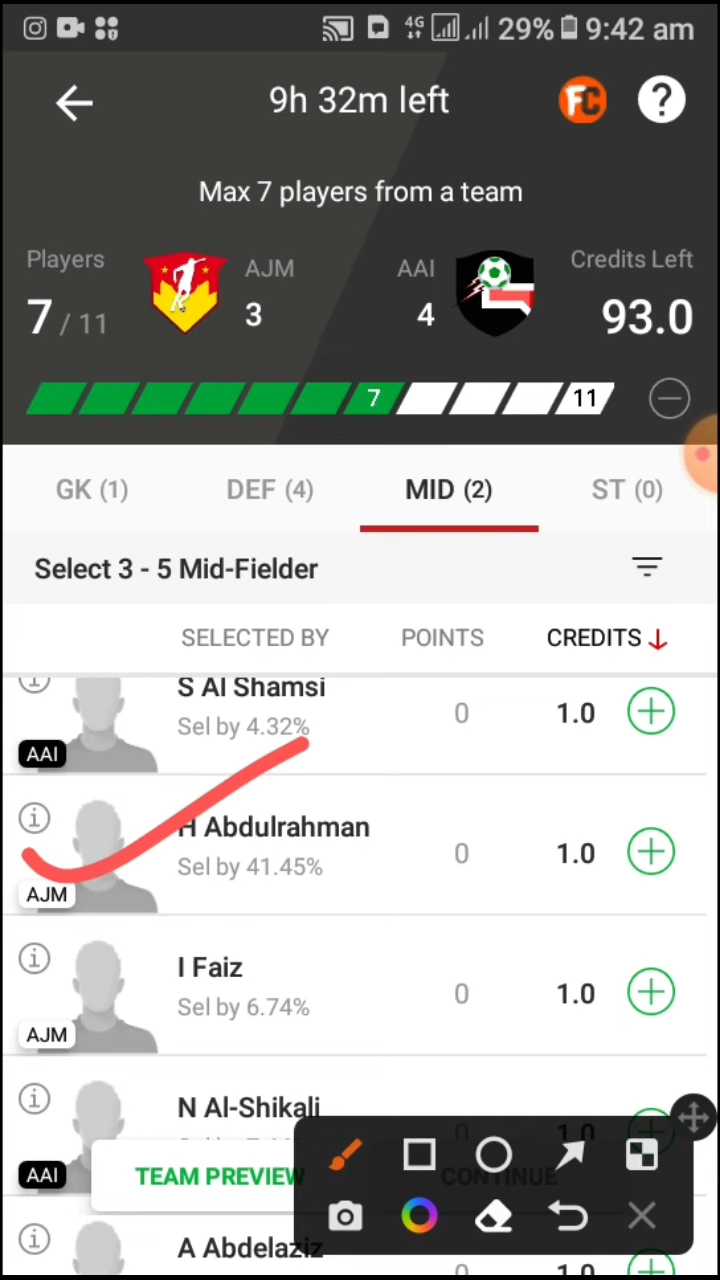 4G 29% 9:42 am
9h 32m left FC ?
Max 7 players from a team
Players AJM AAI Credits Left
7 / 11 3 4 93.0
7 11
GK (1) DEF (4) MID (2) ST (0)
Select 3 - 5 Mid-Fielder
SELECTED BY POINTS CREDITS
S Al Shamsi
Sel by 4.32% 0 1.0
AAI
H Abdulrahman
Sel by 41.45% 0 1.0
AJM
I Faiz
Sel by 6.74% 0 1.0
AJM
N Al-Shikali
0 1.0
AAI TEAM PREVIEW CONTINUE
A Abdelaziz
0 1.0